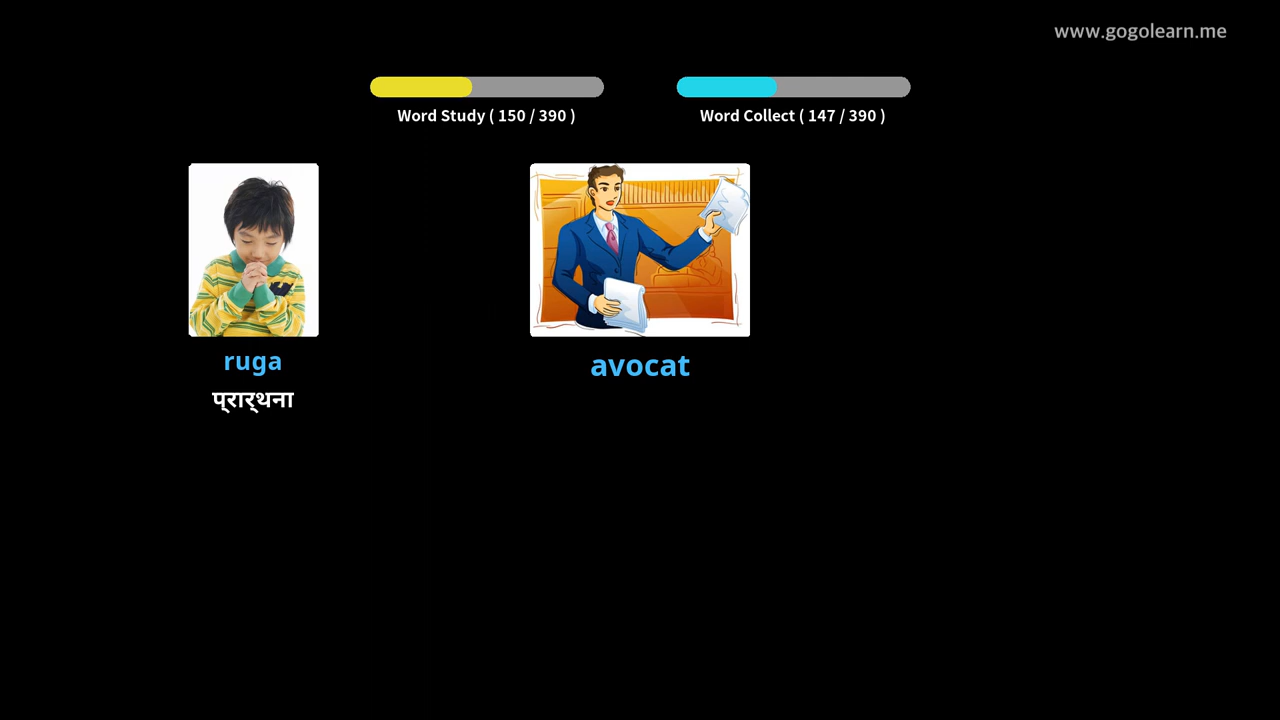 www.gogolearn.me
Word Study ( 150 / 390 )
Word Collect ( 147 / 390 )
ruga
प्रार्थना
avocat